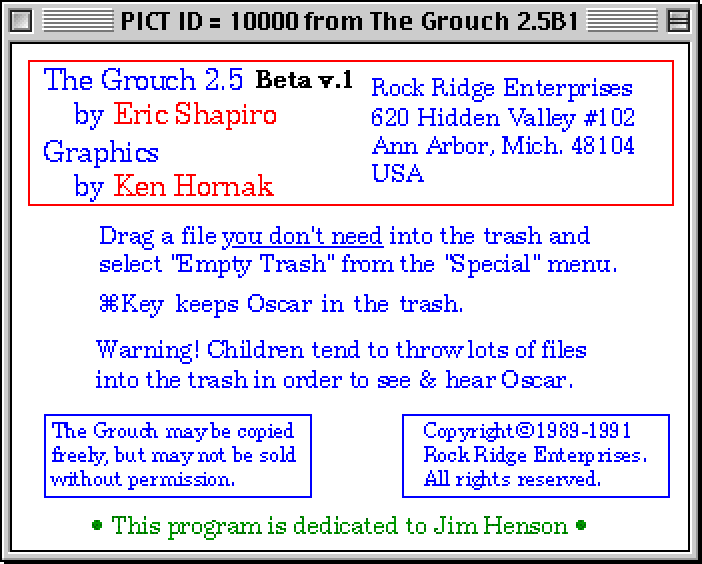 PICT ID = 10000 from The Grouch 2.5B1
The Grouch 2.5 Beta v.1
by Eric Shapiro
Graphics
by Ken Hornak
Rock Ridge Enterprises
620 Hidden Valley #102
Ann Arbor, Mich. 48104
USA
Drag a file you don't need into the trash and
select "Empty Trash" from the "Special" menu.
⌘Key keeps Oscar in the trash.
Warning! Children tend to throw lots of files
into the trash in order to see & hear Oscar.
The Grouch may be copied
freely, but may not be sold
without permission.
Copyright©1989-1991
Rock Ridge Enterprises.
All rights reserved.
• This program is dedicated to Jim Henson •